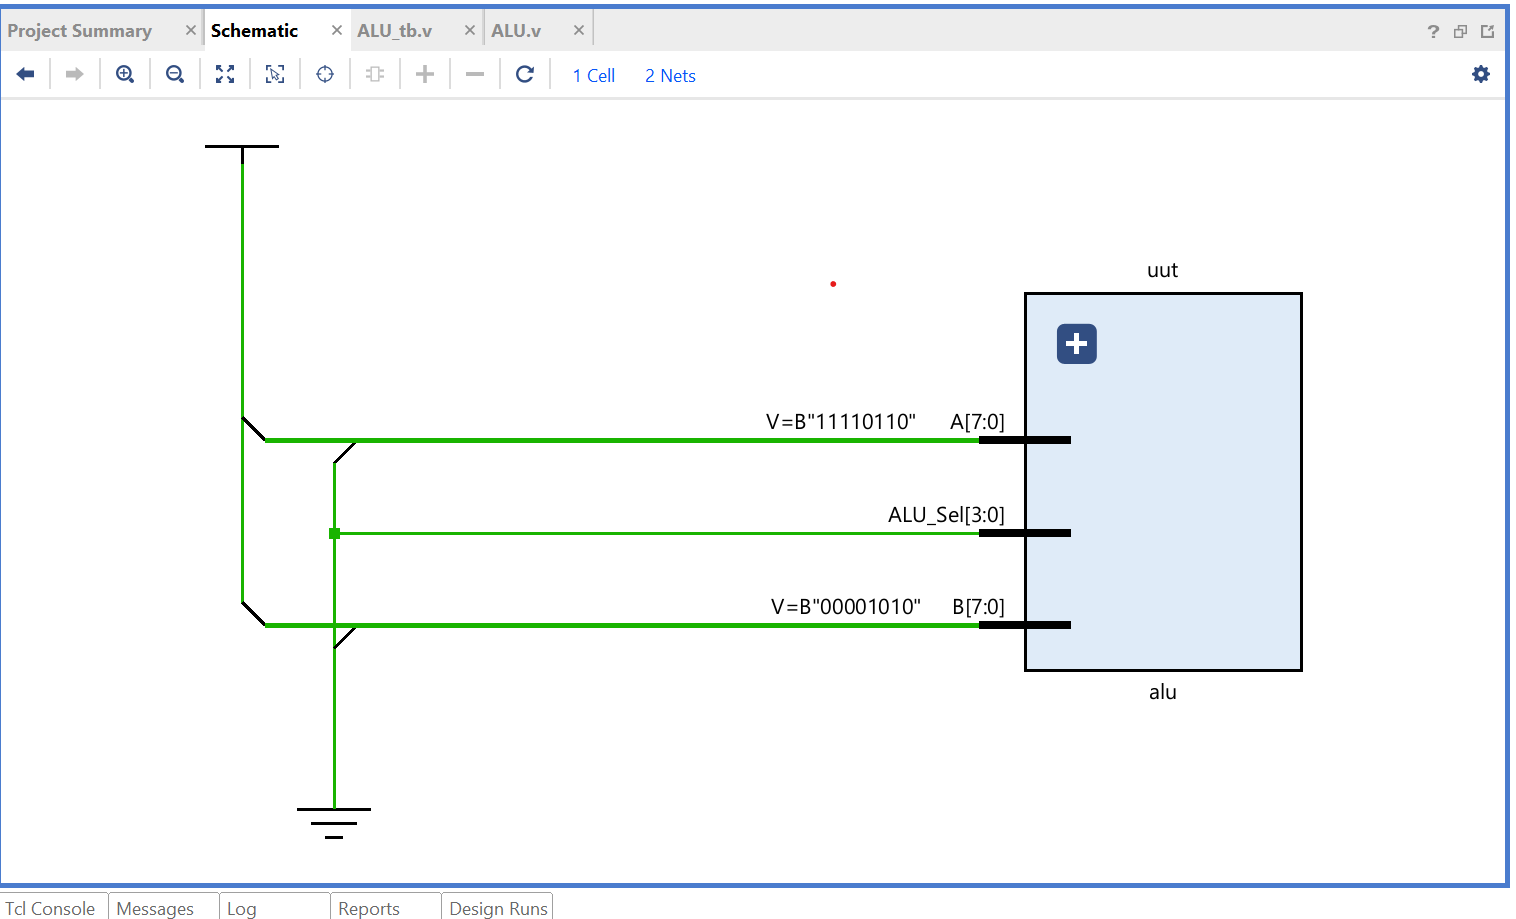 Project Summary × Schematic × ALU_tb.v × ALU.v × ?
1 Cell 2 Nets
uut
V=B"11110110" A[7:0]
ALU_Sel[3:0]
V=B"00001010" B[7:0]
alu
Tcl Console Messages Log Reports Design Runs